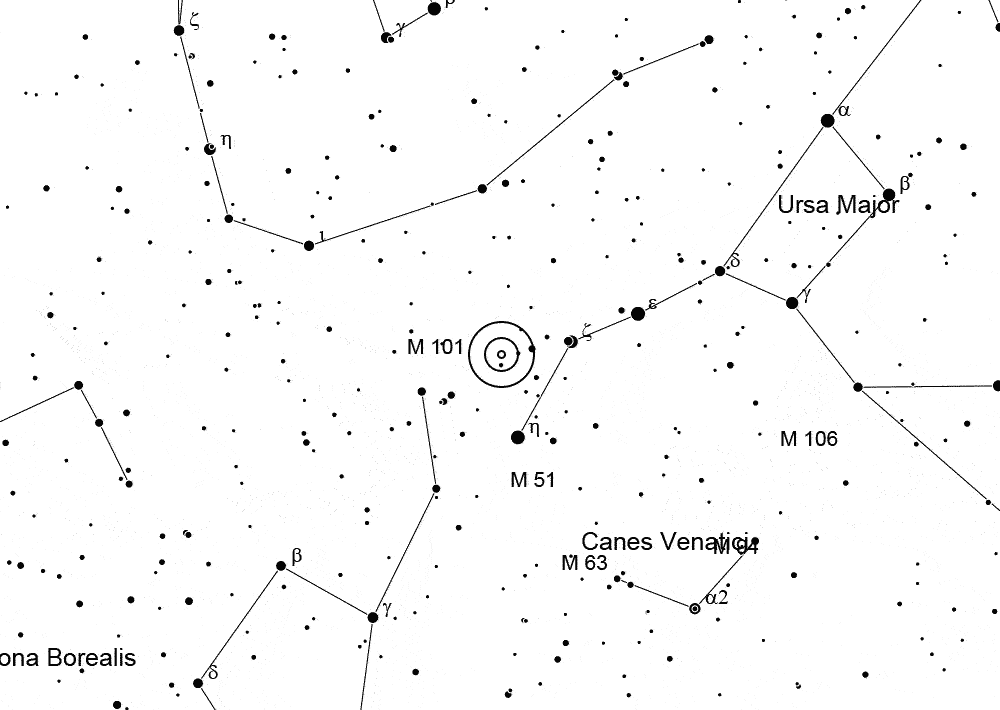 ζ
β
γ
α
η
β
Ursa Major
ι
δ
ε
γ
ζ
M 101
η
M 106
M 51
Canes Venatici
M 94
β
M 63
α2
γ
ona Borealis
δ